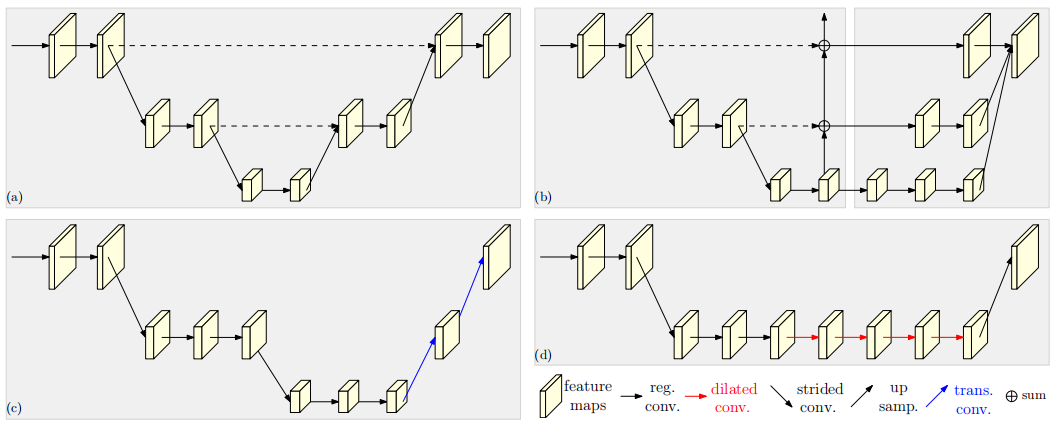 (a)
(b)
(c)
(d)
feature maps
reg. conv.
dilated conv.
strided conv.
up samp.
trans. conv.
sum